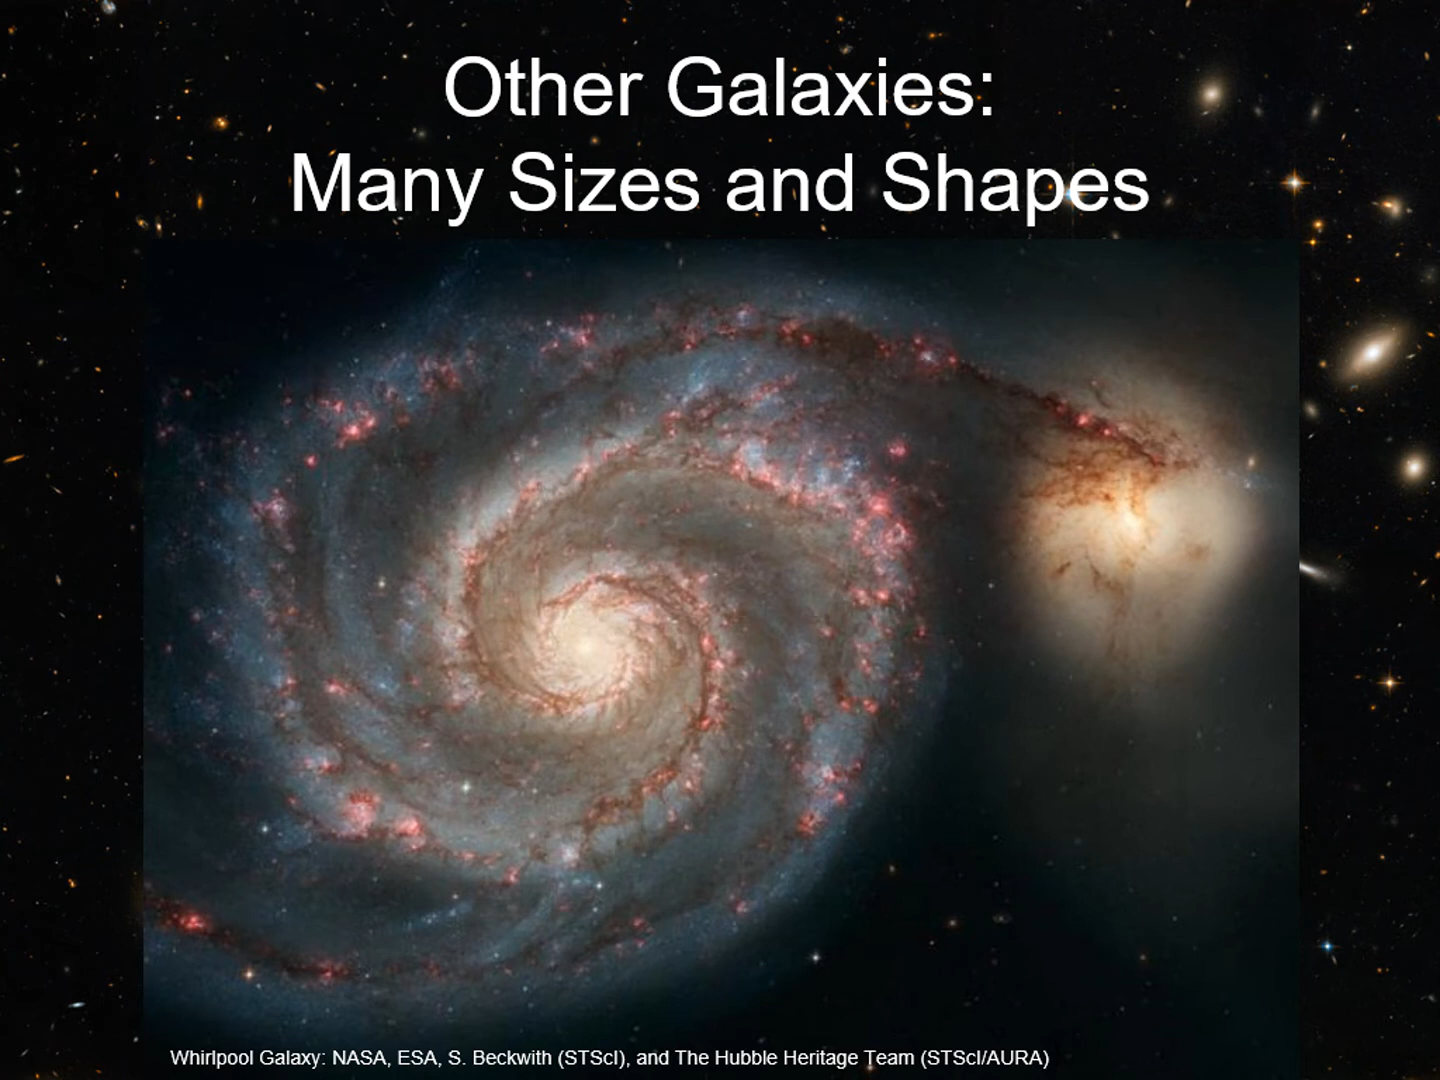 Other Galaxies:
Many Sizes and Shapes
Whirlpool Galaxy: NASA, ESA, S. Beckwith (STScI), and The Hubble Heritage Team (STScI/AURA)